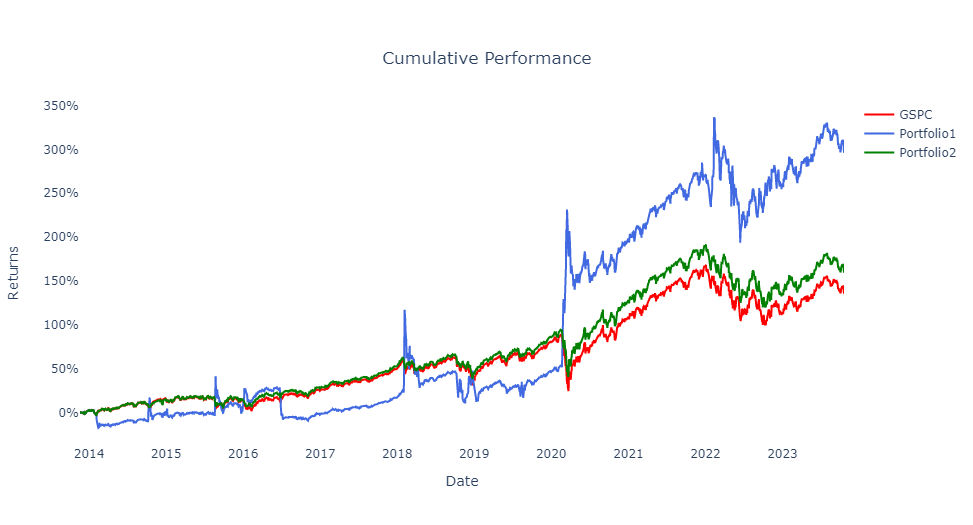 Cumulative Performance
350%
300%
250%
200%
150%
100%
50%
0%
Returns
2014 2015 2016 2017 2018 2019 2020 2021 2022 2023
Date
GSPC
Portfolio1
Portfolio2